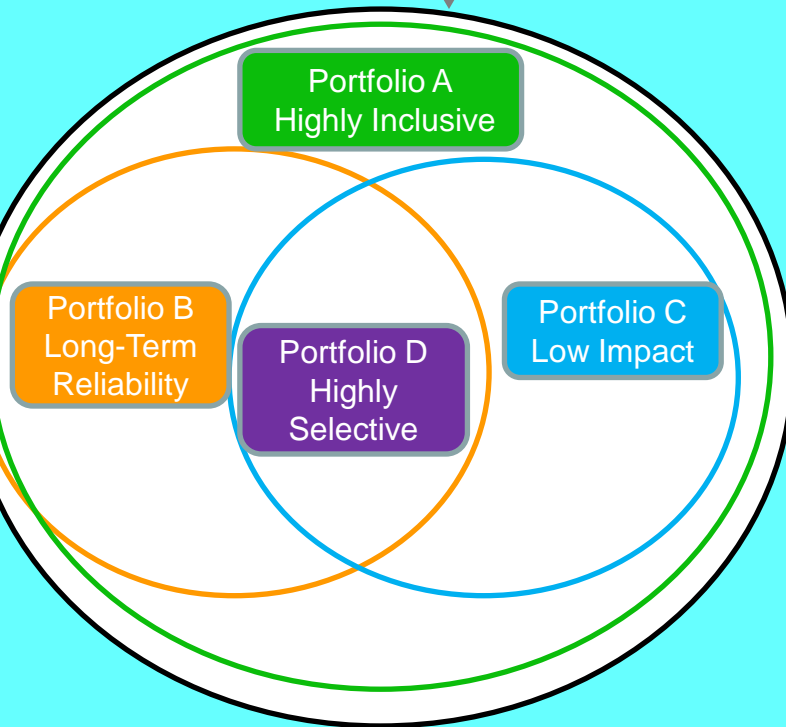 Portfolio A
Highly Inclusive
Portfolio B
Long-Term
Reliability
Portfolio D
Highly
Selective
Portfolio C
Low Impact